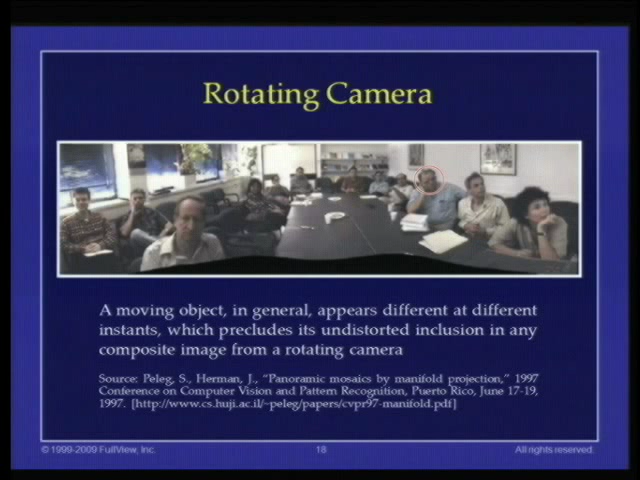 Rotating Camera
A moving object, in general, appears different at different
instants, which precludes its undistorted inclusion in any
composite image from a rotating camera
Source: Peleg, S., Herman, J., “Panoramic mosaics by manifold projection,” 1997
Conference on Computer Vision and Pattern Recognition, Puerto Rico, June 17-19,
1997. [http://www.cs.huji.ac.il/~peleg/papers/cvpr97-manifold.pdf]
© 1999-2009 FullView, Inc.
18
All rights reserved.